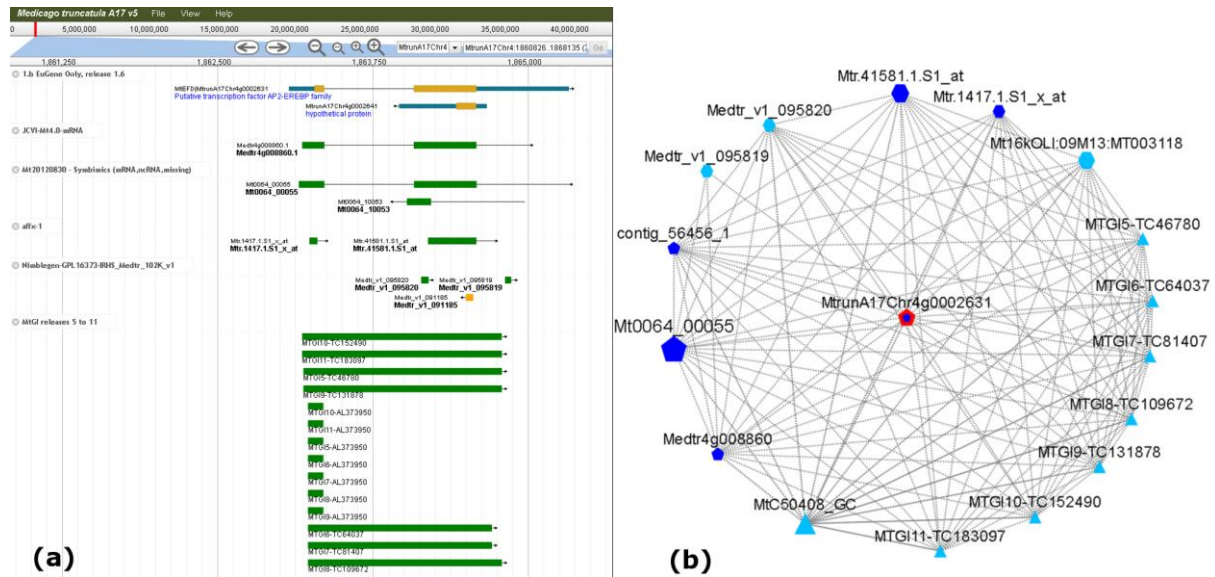 Medicago truncatula A17 v5 File View Help
0 5,000,000 10,000,000 15,000,000 20,000,000 25,000,000 30,000,000 35,000,000 40,000,000
MtrunA17Chr4 MtrunA17Chr4:1860826..1868135 Go
1,861,250 1,862,500 1,863,750 1,865,000
1.b EuGene Only, release 1.6
MtEFD|MtrunA17Chr4g0002631
Putative transcription factor AP2-EREBP family
MtrunA17Chr4g0002641
hypothetical protein
JCVI-Mt4.0-mRNA
Medtr4g008860.1
Medtr4g008860.1
Mt20120830 - Symbimics (mRNA,ncRNA,missing)
Mt0064_00055
Mt0064_00055
Mt0064_10053
Mt0064_10053
affx-1
Mtr.1417.1.S1_x_at Mtr.41581.1.S1_at
Mtr.1417.1.S1_x_at Mtr.41581.1.S1_at
Nimblegen-GPL16373-IRHS_Medtr_102K_v1
Medtr_v1_095820 Medtr_v1_095819
Medtr_v1_095820 Medtr_v1_095819
Medtr_v1_091185
Medtr_v1_091185
MtGI releases 5 to 11
MTGI10-TC152490
MTGI11-TC183097
MTGI5-TC46780
MTGI9-TC131878
MTGI10-AL373950
MTGI11-AL373950
MTGI5-AL373950
MTGI6-AL373950
MTGI7-AL373950
MTGI8-AL373950
MTGI9-AL373950
MTGI6-TC64037
MTGI7-TC81407
MTGI8-TC109672
(a)
Mtr.41581.1.S1_at
Mtr.1417.1.S1_x_at
Medtr_v1_095820
Mt16kOLI:09M13:MT003118
Medtr_v1_095819
MTGI5-TC46780
contig_56456_1
MTGI6-TC64037
MtrunA17Chr4g0002631
Mt0064_00055
MTGI7-TC81407
MTGI8-TC109672
Medtr4g008860
MTGI9-TC131878
MtC50408_GC
MTGI10-TC152490
MTGI11-TC183097
(b)